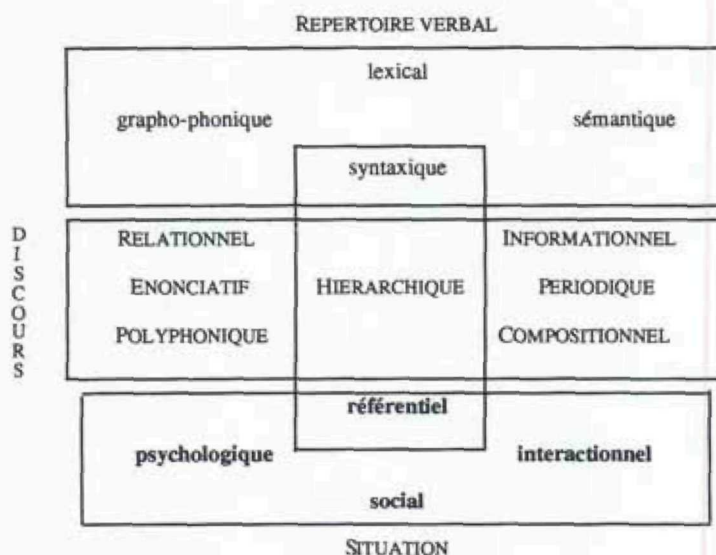 REPERTOIRE VERBAL
lexical
grapho-phonique sémantique
syntaxique
DISCOURS
RELATIONNEL INFORMATIONNEL
ENONCIATIF HIERARCHIQUE PERIODIQUE
POLYPHONIQUE COMPOSITIONNEL
référentiel
psychologique interactionnel
social
SITUATION